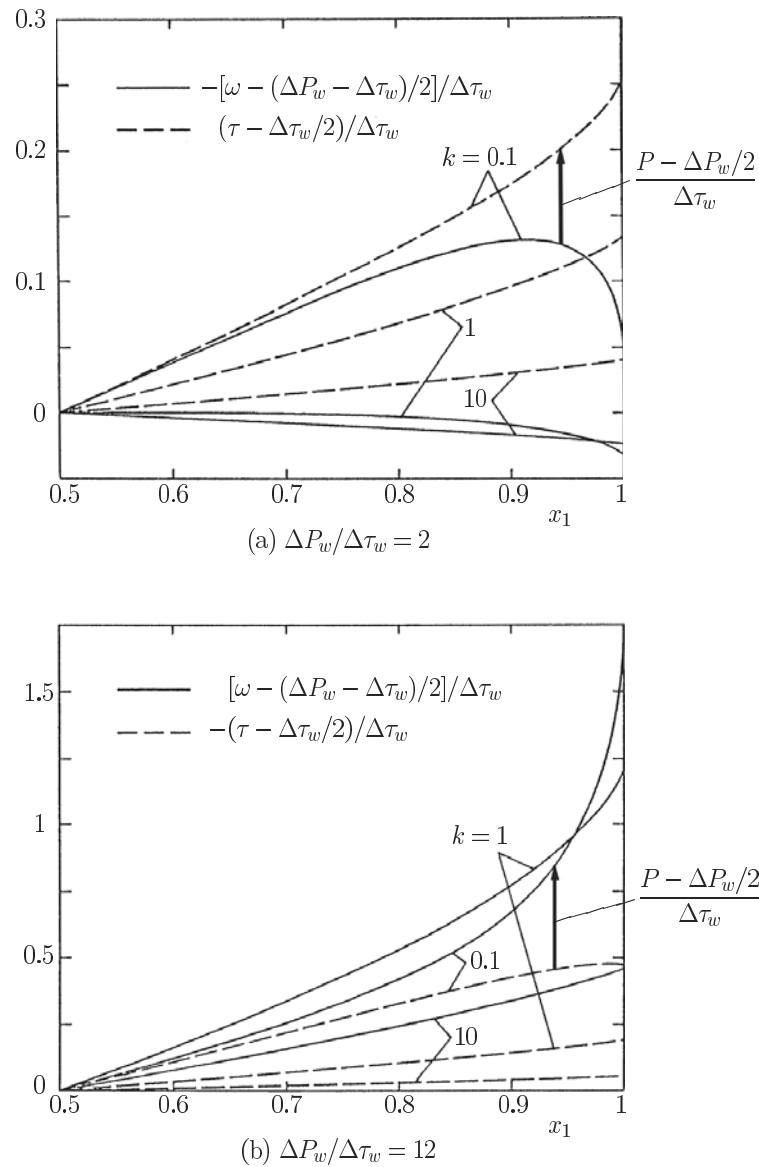 0.3
−[ω − (ΔP_w − Δτ_w)/2]/Δτ_w
(τ − Δτ_w/2)/Δτ_w
0.2
k = 0.1
P − ΔP_w/2
Δτ_w
0.1
1
10
0
0.5 0.6 0.7 0.8 0.9 1
x_1
(a) ΔP_w/Δτ_w = 2
1.5
[ω − (ΔP_w − Δτ_w)/2]/Δτ_w
−(τ − Δτ_w/2)/Δτ_w
1
k = 1
P − ΔP_w/2
Δτ_w
0.5
0.1
10
0
0.5 0.6 0.7 0.8 0.9 1
x_1
(b) ΔP_w/Δτ_w = 12